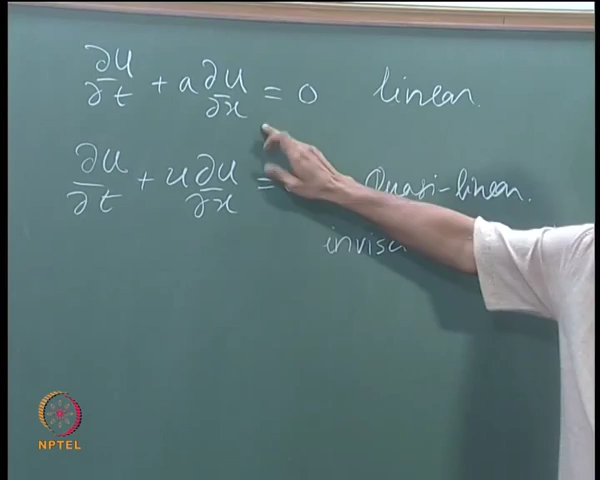 ∂u/∂t + a ∂u/∂x = 0 linear.
∂u/∂t + u ∂u/∂x = Quasi-linear.
invisc
NPTEL